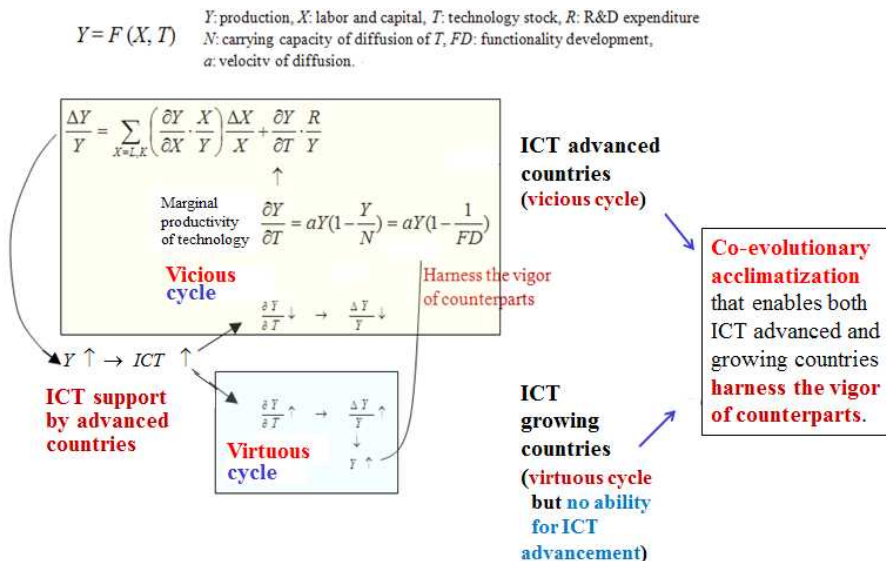 Y = F (X, T)
Y: production, X: labor and capital, T: technology stock, R: R&D expenditure
N: carrying capacity of diffusion of T, FD: functionality development,
a: velocity of diffusion.
ΔY/Y = ∑_{X=L,K} (∂Y/∂X · X/Y) ΔX/X + ∂Y/∂T · R/Y
↑
Marginal
productivity
of technology
∂Y/∂T = aY(1 − Y/N) = aY(1 − 1/FD)
Vicious
cycle
Harness the vigor
of counterparts
∂Y/∂T ↓ → ΔY/Y ↓
Y ↑ → ICT ↑
ICT support
by advanced
countries
∂Y/∂T ↑ → ΔY/Y ↑
↓
Y ↑
Virtuous
cycle
ICT advanced
countries
(vicious cycle)
ICT
growing
countries
(virtuous cycle
but no ability
for ICT
advancement)
Co-evolutionary
acclimatization
that enables both
ICT advanced and
growing countries
harness the vigor
of counterparts.